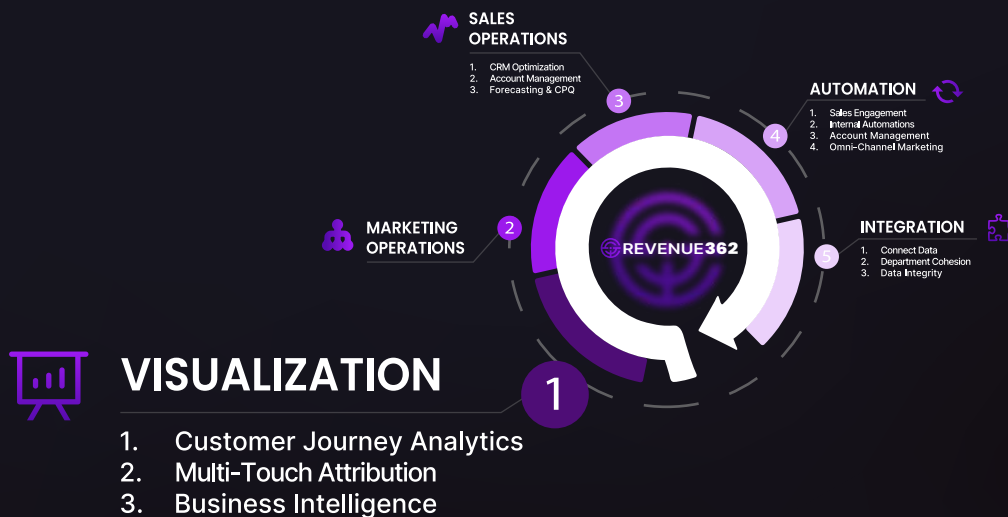 SALES
OPERATIONS
1. CRM Optimization
2. Account Management
3. Forecasting & CPQ
3
AUTOMATION
1. Sales Engagement
2. Internal Automations
3. Account Management
4. Omni-Channel Marketing
4
MARKETING
OPERATIONS
2
REVENUE362
INTEGRATION
1. Connect Data
2. Department Cohesion
3. Data Integrity
5
VISUALIZATION
1
1. Customer Journey Analytics
2. Multi-Touch Attribution
3. Business Intelligence